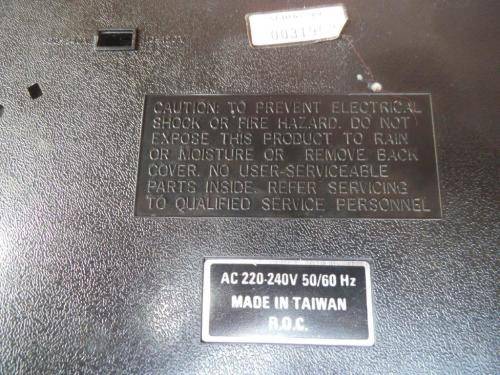 CAUTION: TO PREVENT ELECTRICAL
SHOCK OR FIRE HAZARD, DO NOT
EXPOSE THIS PRODUCT TO RAIN
OR MOISTURE OR REMOVE BACK
COVER. NO USER-SERVICEABLE
PARTS INSIDE. REFER SERVICING
TO QUALIFIED SERVICE PERSONNEL
AC 220-240V 50/60 Hz
MADE IN TAIWAN
R.O.C.